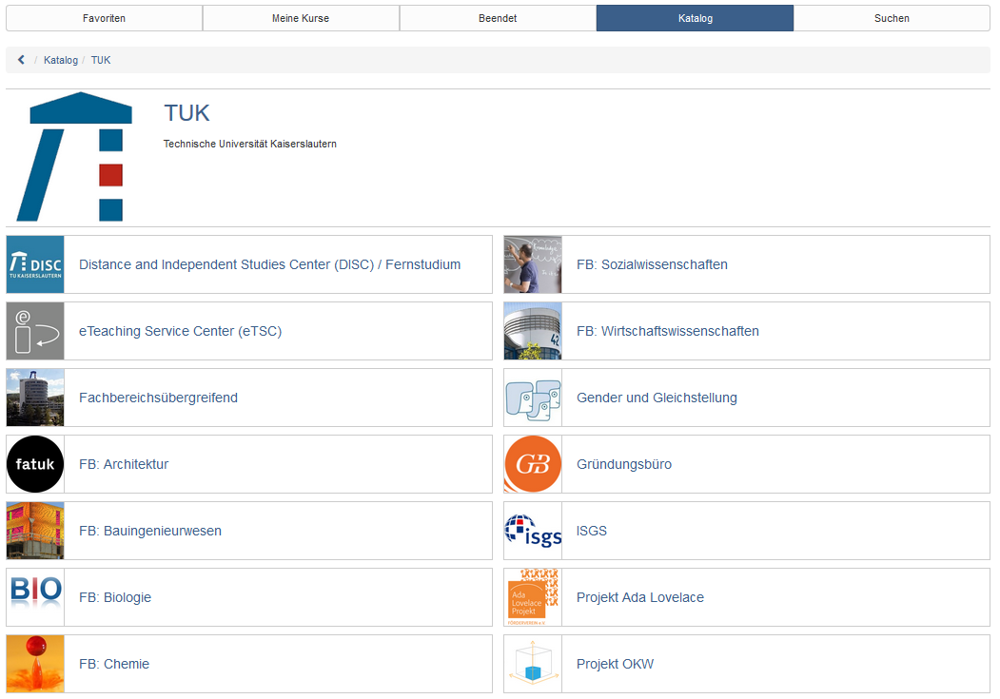 Favoriten
Meine Kurse
Beendet
Katalog
Suchen
/ Katalog / TUK
TUK
Technische Universität Kaiserslautern
DISC
TU KAISERSLAUTERN
Distance and Independent Studies Center (DISC) / Fernstudium
Knowledge
FB: Sozialwissenschaften
e
eTeaching Service Center (eTSC)
42
FB: Wirtschaftswissenschaften
Fachbereichsübergreifend
Gender und Gleichstellung
fatuk
FB: Architektur
GB
Gründungsbüro
FB: Bauingenieurwesen
isgs
ISGS
BIO
FB: Biologie
Ada
Lovelace
Projekt
FÖRDERVEREIN e.V.
Projekt Ada Lovelace
FB: Chemie
Projekt OKW